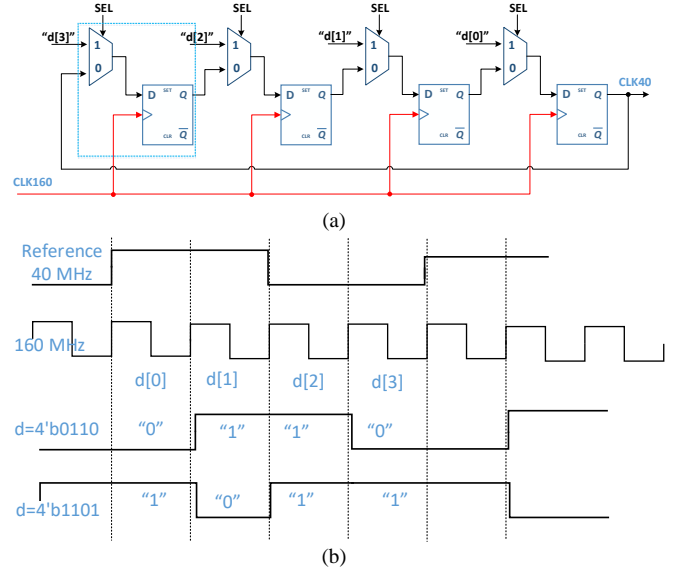 SEL SEL SEL SEL
“d[3]” “d[2]” “d[1]” “d[0]”
1 1 1 1
0 0 0 0
CLK40
D SET Q D SET Q D SET Q D SET Q
CLR Q CLR Q CLR Q CLR Q
CLK160
(a)
Reference
40 MHz
160 MHz
d[0] d[1] d[2] d[3]
d=4'b0110 “0” “1” “1” “0”
d=4'b1101 “1” “0” “1” “1”
(b)